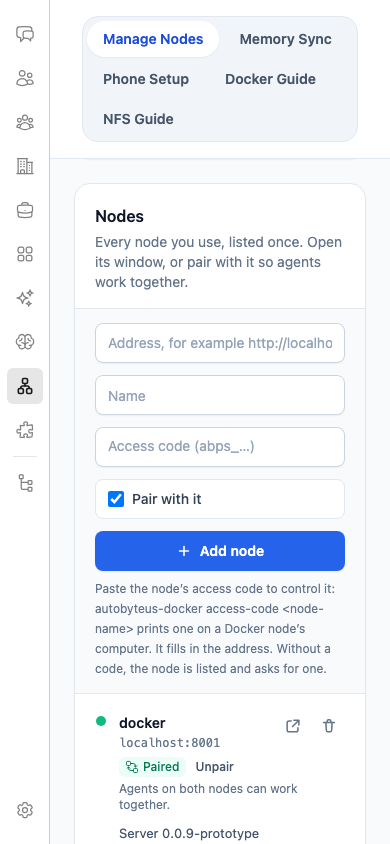 Manage Nodes
Memory Sync
Phone Setup
Docker Guide
NFS Guide
Nodes
Every node you use, listed once. Open
its window, or pair with it so agents
work together.
Address, for example http://localho
Name
Access code (abps_...)
Pair with it
+ Add node
Paste the node's access code to control it:
autobyteus-docker access-code <node-
name> prints one on a Docker node's
computer. It fills in the address. Without a
code, the node is listed and asks for one.
docker
localhost:8001
Paired
Unpair
Agents on both nodes can work
together.
Server 0.0.9-prototype